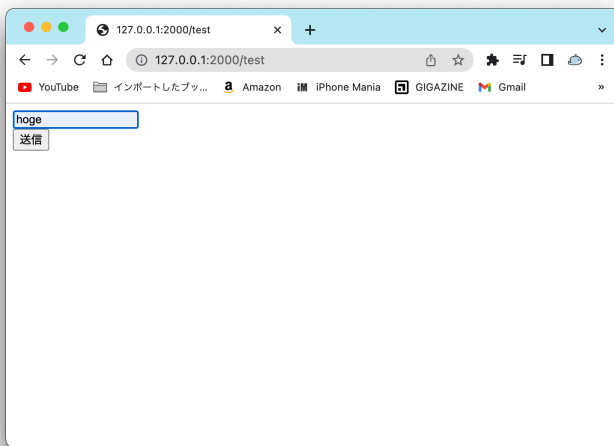 127.0.0.1:2000/test
127.0.0.1:2000/test
YouTube インポートしたブッ... Amazon iPhone Mania GIGAZINE Gmail »
hoge
送信